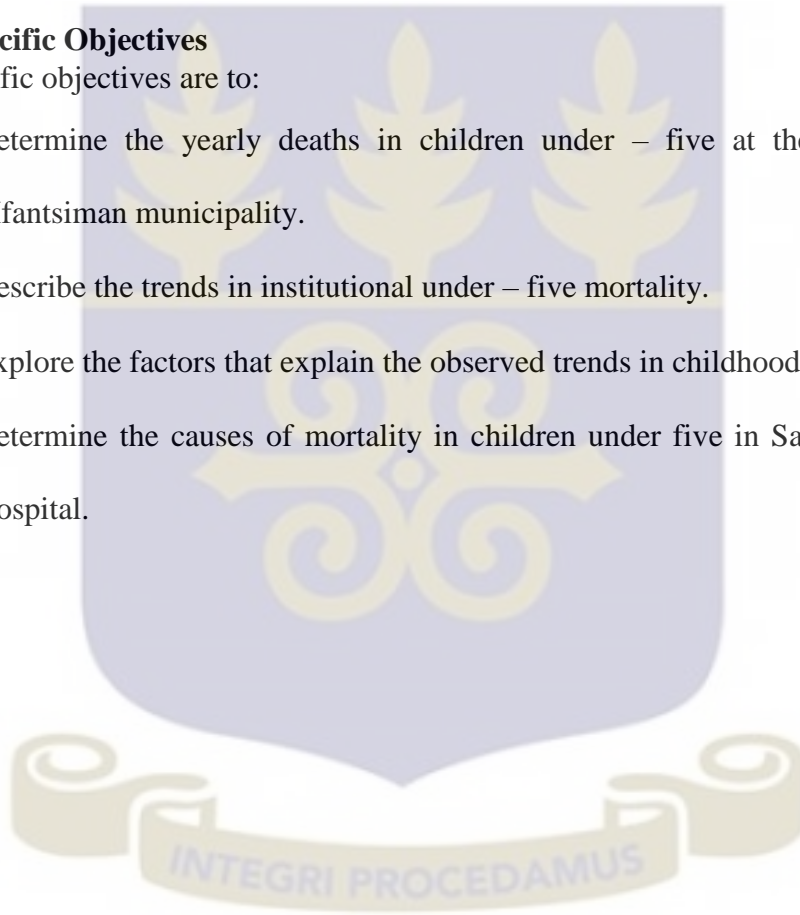 cific Objectives
fic objectives are to:
etermine the yearly deaths in children under – five at the
fantsiman municipality.
escribe the trends in institutional under – five mortality.
xplore the factors that explain the observed trends in childhood
etermine the causes of mortality in children under five in Sa
ospital.
INTEGRI PROCEDAMUS